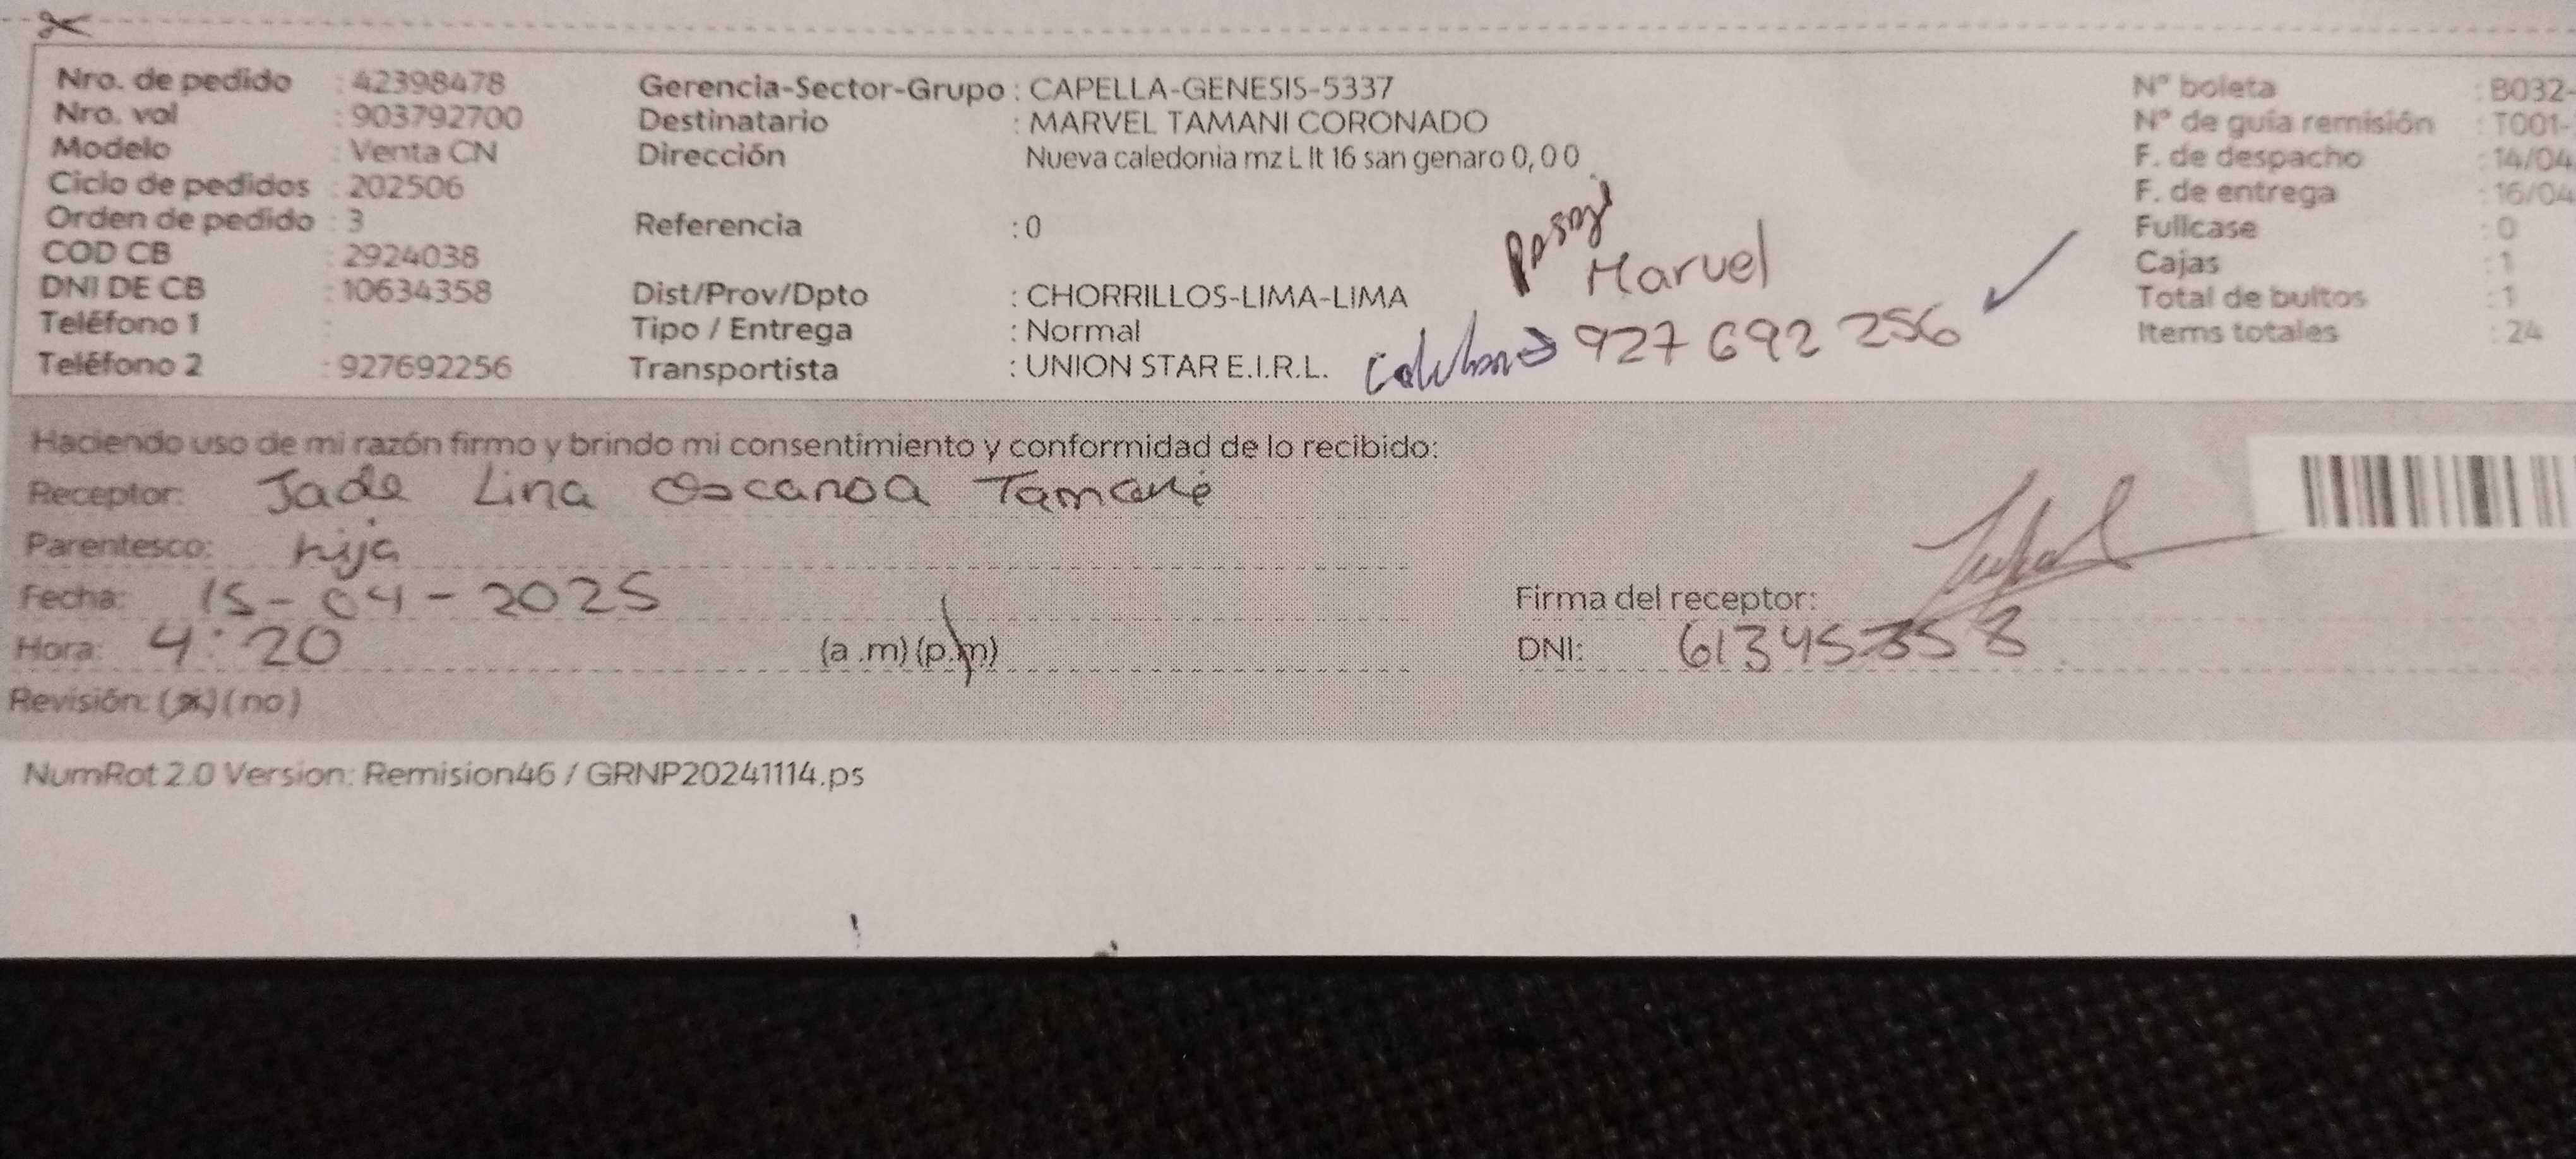 Nro. de pedido : 42398478
Nro. vol : 903792700
Modelo : Venta CN
Ciclo de pedidos : 202506
Orden de pedido : 3
COD CB : 2924038
DNI DE CB : 10634358
Teléfono 1 :
Teléfono 2 : 927692256
Gerencia-Sector-Grupo : CAPELLA-GENESIS-5337
Destinatario : MARVEL TAMANI CORONADO
Dirección Nueva caledonia mz L lt 16 san genaro 0, 0 0
Referencia : 0
Dist/Prov/Dpto : CHORRILLOS-LIMA-LIMA
Tipo / Entrega : Normal
Transportista : UNION STAR E.I.R.L.
Marvel
927 692 256
N° boleta : B032-
N° de guía remisión : T001-
F. de despacho : 14/04
F. de entrega : 16/04
Fullcase : 0
Cajas : 1
Total de bultos : 1
Items totales : 24
Haciendo uso de mi razón firmo y brindo mi consentimiento y conformidad de lo recibido:
Receptor: Jade Lina Oscanoa Tamani
Parentesco: hija
Fecha: 15-04-2025
Hora: 4:20 (a .m) (p.m)
Revisión: (si) (no)
Firma del receptor:
DNI:
NumRot 2.0 Version: Remision46 / GRNP20241114.ps